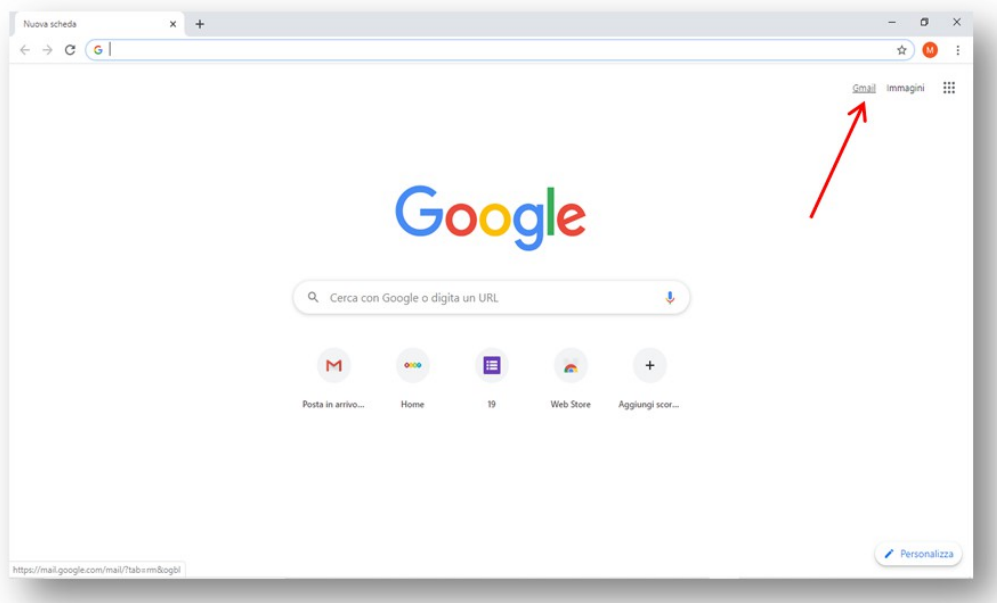 Nuova scheda
M
Gmail Immagini
Google
Cerca con Google o digita un URL
Posta in arrivo... Home 19 Web Store Aggiungi scor...
Personalizza
https://mail.google.com/mail/?tab=rm&ogbl